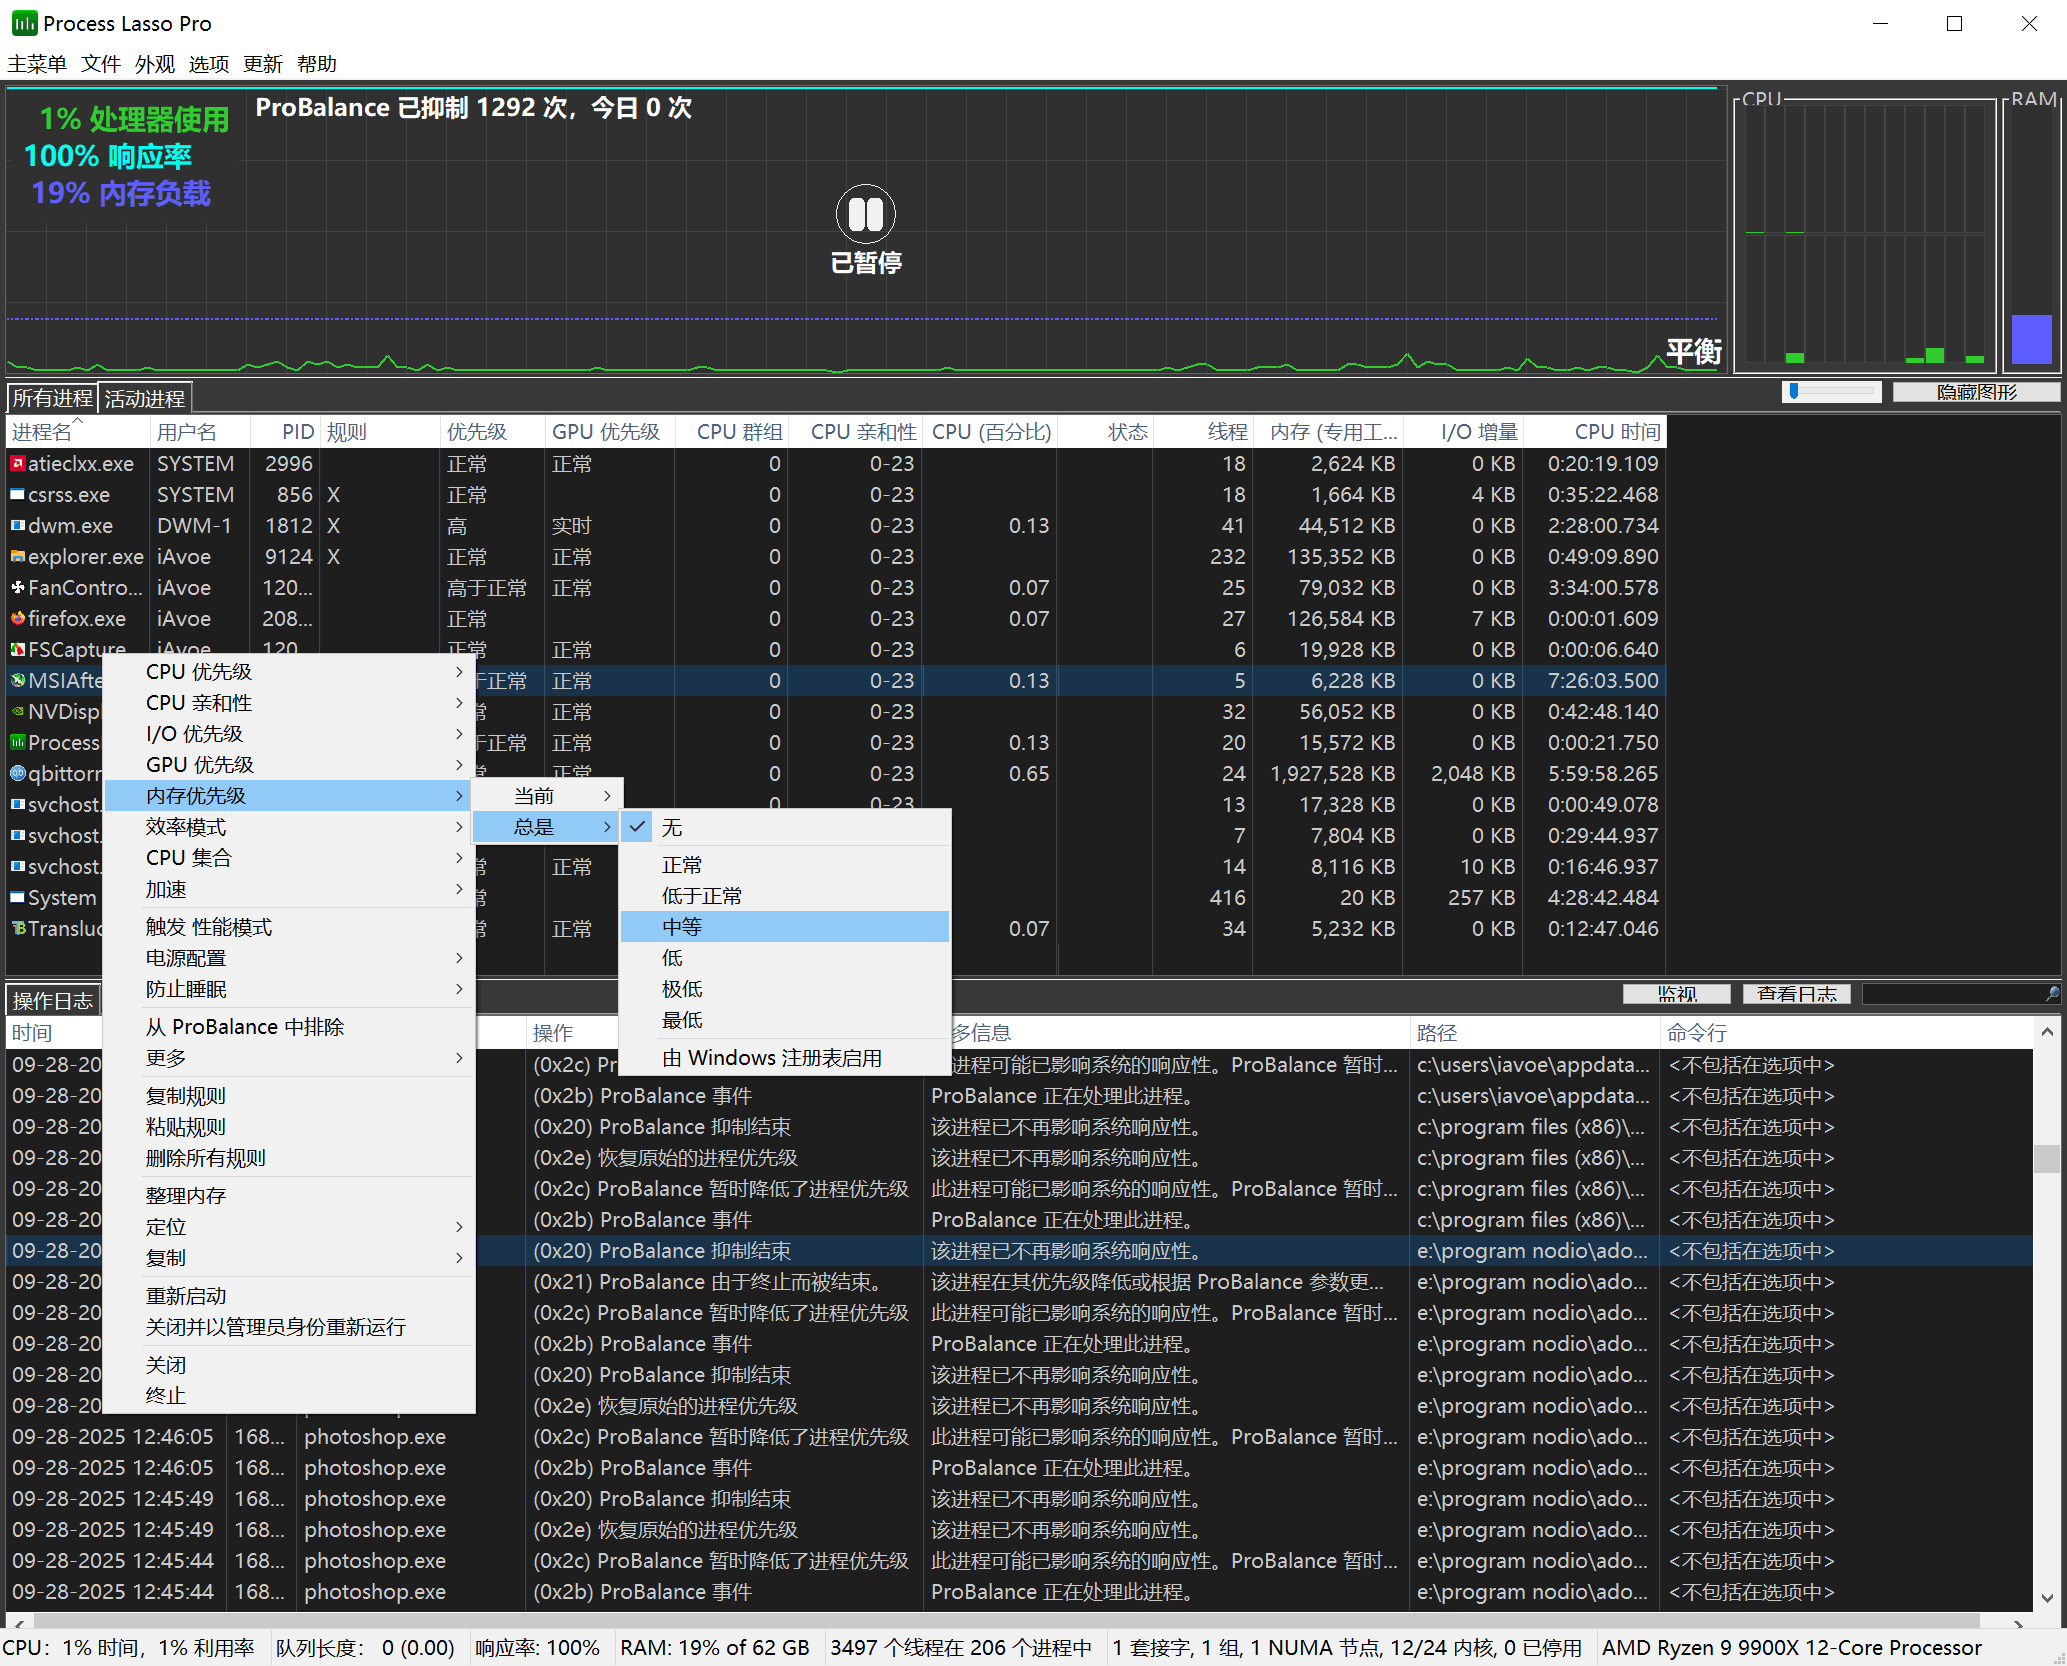 Process Lasso Pro
主菜单 文件 外观 选项 更新 帮助
1% 处理器使用
100% 响应率
19% 内存负载
ProBalance 已抑制 1292 次，今日 0 次
已暂停
平衡
CPU
RAM
所有进程 活动进程
隐藏图形
进程名 用户名 PID 规则 优先级 GPU 优先级 CPU 群组 CPU 亲和性 CPU (百分比) 状态 线程 内存 (专用工... I/O 增量 CPU 时间
atieclxx.exe SYSTEM 2996 正常 正常 0 0-23 18 2,624 KB 0 KB 0:20:19.109
csrss.exe SYSTEM 856 X 正常 0 0-23 18 1,664 KB 4 KB 0:35:22.468
dwm.exe DWM-1 1812 X 高 实时 0 0-23 0.13 41 44,512 KB 0 KB 2:28:00.734
explorer.exe iAvoe 9124 X 正常 正常 0 0-23 232 135,352 KB 0 KB 0:49:09.890
FanContro... iAvoe 120... 高于正常 正常 0 0-23 0.07 25 79,032 KB 0 KB 3:34:00.578
firefox.exe iAvoe 208... 正常 0 0-23 0.07 27 126,584 KB 7 KB 0:00:01.609
FSCapture iAvoe 120 正常 正常 0 0-23 6 19,928 KB 0 KB 0:00:06.640
MSIAfte 于正常 正常 0 0-23 0.13 5 6,228 KB 0 KB 7:26:03.500
NVDispl 常 正常 0 0-23 32 56,052 KB 0 KB 0:42:48.140
Process 于正常 正常 0 0-23 0.13 20 15,572 KB 0 KB 0:00:21.750
qbittorr 常 正常 0 0-23 0.65 24 1,927,528 KB 2,048 KB 5:59:58.265
svchost. 0 0-23 13 17,328 KB 0 KB 0:00:49.078
svchost. 7 7,804 KB 0 KB 0:29:44.937
svchost. 常 正常 14 8,116 KB 10 KB 0:16:46.937
System 常 416 20 KB 257 KB 4:28:42.484
Transluc 常 正常 0.07 34 5,232 KB 0 KB 0:12:47.046
CPU 优先级
CPU 亲和性
I/O 优先级
GPU 优先级
内存优先级
效率模式
CPU 集合
加速
触发 性能模式
电源配置
防止睡眠
从 ProBalance 中排除
更多
复制规则
粘贴规则
删除所有规则
整理内存
定位
复制
重新启动
关闭并以管理员身份重新运行
关闭
终止
当前
总是
无
正常
低于正常
中等
低
极低
最低
由 Windows 注册表启用
操作日志 监视 查看日志
时间 操作 多信息 路径 命令行
09-28-20 (0x2c) Pr 进程可能已影响系统的响应性。ProBalance 暂时... c:\users\iavoe\appdata... <不包括在选项中>
09-28-20 (0x2b) ProBalance 事件 ProBalance 正在处理此进程。 c:\users\iavoe\appdata... <不包括在选项中>
09-28-20 (0x20) ProBalance 抑制结束 该进程已不再影响系统响应性。 c:\program files (x86)\... <不包括在选项中>
09-28-20 (0x2e) 恢复原始的进程优先级 该进程已不再影响系统响应性。 c:\program files (x86)\... <不包括在选项中>
09-28-20 (0x2c) ProBalance 暂时降低了进程优先级 此进程可能已影响系统的响应性。ProBalance 暂时... c:\program files (x86)\... <不包括在选项中>
09-28-20 (0x2b) ProBalance 事件 ProBalance 正在处理此进程。 c:\program files (x86)\... <不包括在选项中>
09-28-20 (0x20) ProBalance 抑制结束 该进程已不再影响系统响应性。 e:\program nodio\ado... <不包括在选项中>
09-28-20 (0x21) ProBalance 由于终止而被结束。 该进程在其优先级降低或根据 ProBalance 参数更... e:\program nodio\ado... <不包括在选项中>
09-28-20 (0x2c) ProBalance 暂时降低了进程优先级 此进程可能已影响系统的响应性。ProBalance 暂时... e:\program nodio\ado... <不包括在选项中>
09-28-20 (0x2b) ProBalance 事件 ProBalance 正在处理此进程。 e:\program nodio\ado... <不包括在选项中>
09-28-20 (0x20) ProBalance 抑制结束 该进程已不再影响系统响应性。 e:\program nodio\ado... <不包括在选项中>
09-28-20 (0x2e) 恢复原始的进程优先级 该进程已不再影响系统响应性。 e:\program nodio\ado... <不包括在选项中>
09-28-2025 12:46:05 168... photoshop.exe (0x2c) ProBalance 暂时降低了进程优先级 此进程可能已影响系统的响应性。ProBalance 暂时... e:\program nodio\ado... <不包括在选项中>
09-28-2025 12:46:05 168... photoshop.exe (0x2b) ProBalance 事件 ProBalance 正在处理此进程。 e:\program nodio\ado... <不包括在选项中>
09-28-2025 12:45:49 168... photoshop.exe (0x20) ProBalance 抑制结束 该进程已不再影响系统响应性。 e:\program nodio\ado... <不包括在选项中>
09-28-2025 12:45:49 168... photoshop.exe (0x2e) 恢复原始的进程优先级 该进程已不再影响系统响应性。 e:\program nodio\ado... <不包括在选项中>
09-28-2025 12:45:44 168... photoshop.exe (0x2c) ProBalance 暂时降低了进程优先级 此进程可能已影响系统的响应性。ProBalance 暂时... e:\program nodio\ado... <不包括在选项中>
09-28-2025 12:45:44 168... photoshop.exe (0x2b) ProBalance 事件 ProBalance 正在处理此进程。 e:\program nodio\ado... <不包括在选项中>
CPU：1% 时间，1% 利用率 队列长度： 0 (0.00) 响应率: 100% RAM: 19% of 62 GB 3497 个线程在 206 个进程中 1 套接字, 1 组, 1 NUMA 节点, 12/24 内核, 0 已停用 AMD Ryzen 9 9900X 12-Core Processor